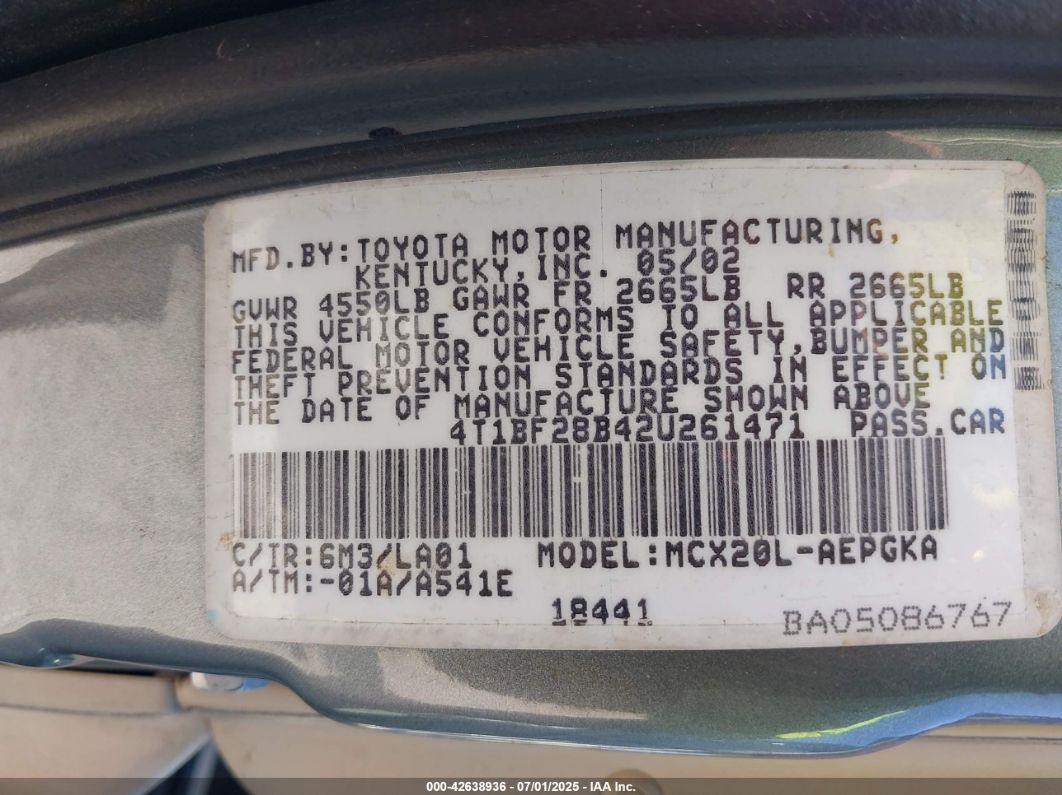 MFD.BY:TOYOTA MOTOR MANUFACTURING,
KENTUCKY,INC. 05/02
GVWR 4550LB GAWR FR 2665LB RR 2665LB
THIS VEHICLE CONFORMS TO ALL APPLICABLE
FEDERAL MOTOR VEHICLE SAFETY,BUMPER AND
THEFT PREVENTION STANDARDS IN EFFECT ON
THE DATE OF MANUFACTURE SHOWN ABOVE
4T1BF28B42U261471 PASS.CAR
C/TR:6M3/LA01 MODEL:MCX20L-AEPGKA
A/TM:-01A/A541E
18441 BA05086767
000-42638936 - 07/01/2025 - IAA Inc.